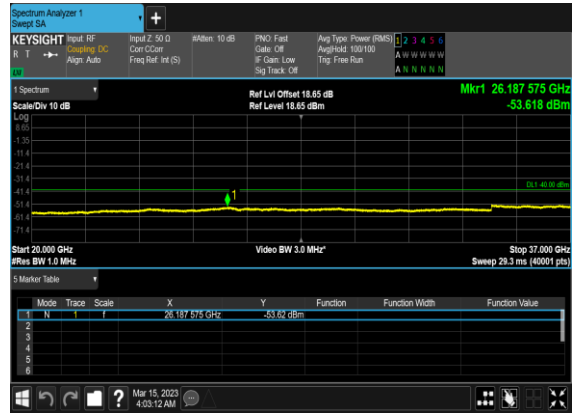 Spectrum Analyzer 1
Swept SA
KEYSIGHT Input: RF Input Z: 50 Ω #Atten: 10 dB PNO: Fast Avg Type: Power (RMS) 1 2 3 4 5 6
R T Coupling: DC Corr CCorr Gate: Off Avg|Hold: 100/100 A W W W W W
Align: Auto Freq Ref: Int (S) IF Gain: Low Trig: Free Run
LW Sig Track: Off A N N N N N
1 Spectrum Ref Lvl Offset 18.65 dB Mkr1 26.187 575 GHz
Scale/Div 10 dB Ref Level 18.65 dBm -53.618 dBm
Log
8.65
-1.35
-11.4
-21.4
-31.4
DL1 -40.00 dBm
-41.4
1
-51.4
-61.4
-71.4
Start 20.000 GHz Video BW 3.0 MHz* Stop 37.000 GHz
#Res BW 1.0 MHz Sweep 29.3 ms (40001 pts)
5 Marker Table
Mode Trace Scale X Y Function Function Width Function Value
1 N 1 f 26.187 575 GHz -53.62 dBm
2
3
4
5
6
Mar 15, 2023
4:03:12 AM